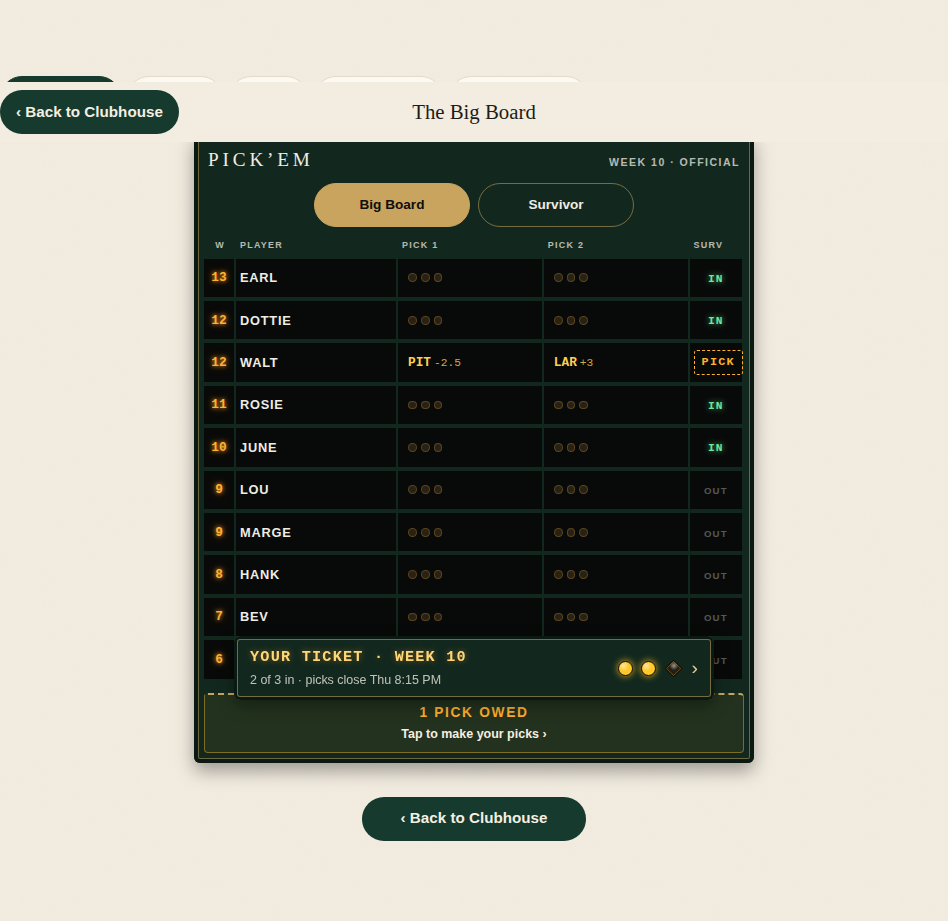 ‹ Back to Clubhouse
The Big Board
PICK’EM
WEEK 10 · OFFICIAL
Big Board
Survivor
W PLAYER PICK 1 PICK 2 SURV
13 EARL IN
12 DOTTIE IN
12 WALT PIT -2.5 LAR +3 PICK
11 ROSIE IN
10 JUNE IN
9 LOU OUT
9 MARGE OUT
8 HANK OUT
7 BEV OUT
6
YOUR TICKET · WEEK 10
2 of 3 in · picks close Thu 8:15 PM
›
1 PICK OWED
Tap to make your picks ›
‹ Back to Clubhouse